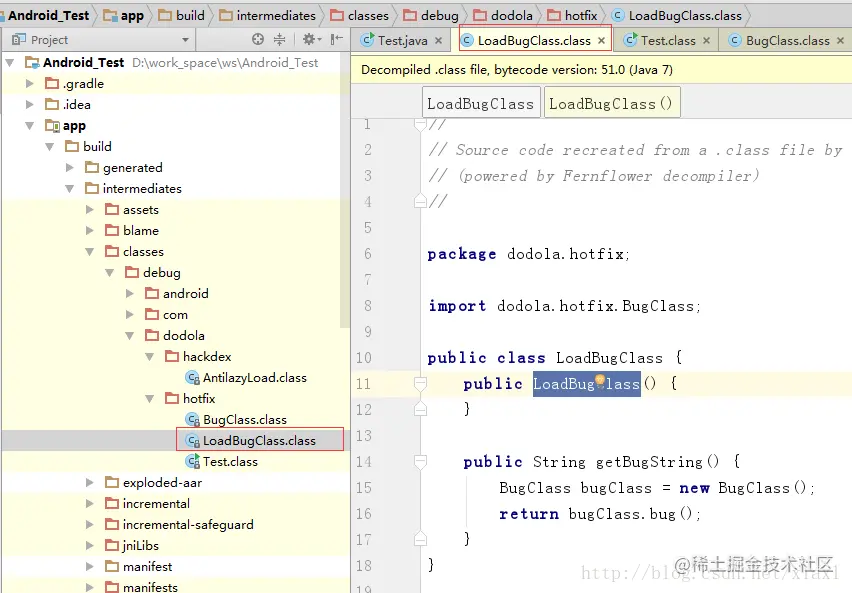 Android_Test app build intermediates classes debug dodola hotfix LoadBugClass.class
Project
Test.java × LoadBugClass.class × Test.class × BugClass.class ×
Android_Test D:\work_space\ws\Android_Test
.gradle
.idea
app
build
generated
intermediates
assets
blame
classes
debug
android
com
dodola
hackdex
AntilazyLoad.class
hotfix
BugClass.class
LoadBugClass.class
Test.class
exploded-aar
incremental
incremental-safeguard
jniLibs
manifest
manifests
Decompiled .class file, bytecode version: 51.0 (Java 7)
LoadBugClass LoadBugClass()
1 //
2 // Source code recreated from a .class file by
3 // (powered by Fernflower decompiler)
4 //
5
6 package dodola.hotfix;
7
8 import dodola.hotfix.BugClass;
9
10 public class LoadBugClass {
11 public LoadBugClass() {
12 }
13
14 public String getBugString() {
15 BugClass bugClass = new BugClass();
16 return bugClass.bug();
17 }
18 }
19
@稀土掘金技术社区